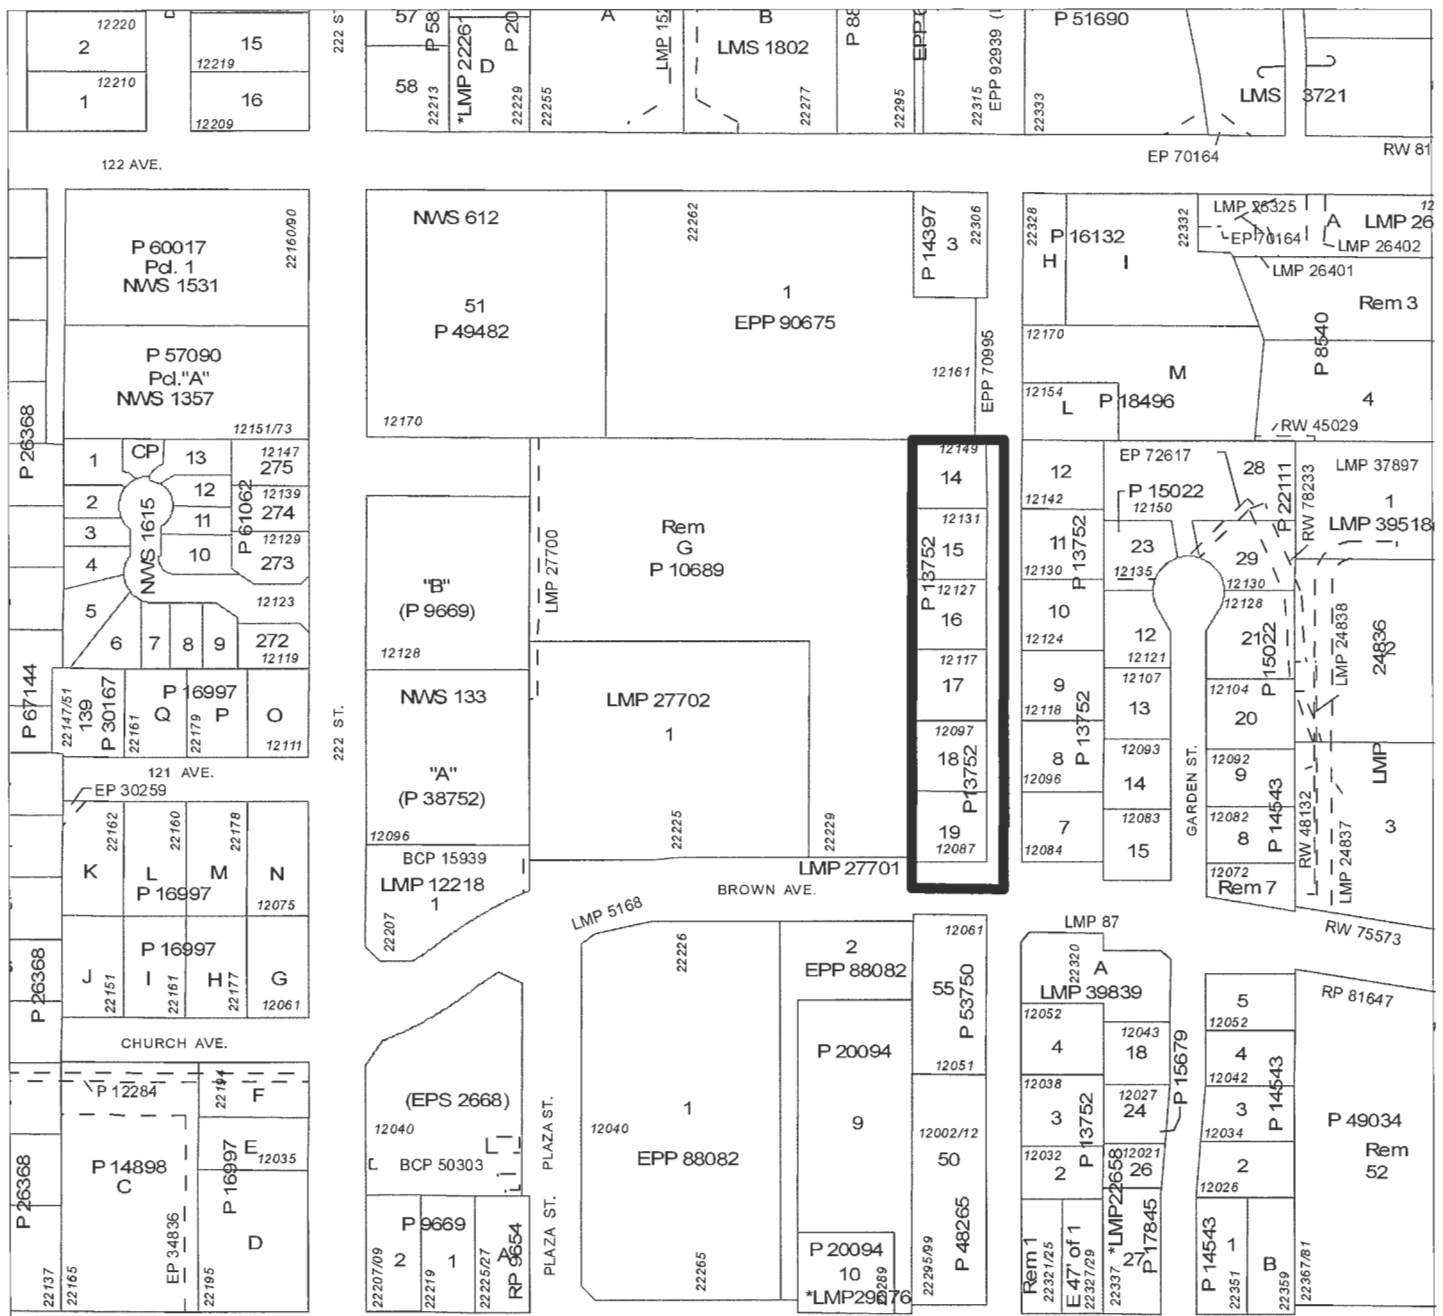 12220
2
12210
1
15
12219
16
12209
222 ST.
57
58
P 58
22213
*LMP 22261
D
P 20
22229
A
22255
B
LMS 1802
22277
P 88
22295
22315
EPP 92939
P 51690
22333
LMS 3721
EP 70164
RW 81
122 AVE.
P 60017
Pcl. 1
NWS 1531
22160/90
P 57090
Pcl."A"
NWS 1357
12151/73
NWS 612
51
P 49482
12170
22262
1
EPP 90675
12161
P 14397
3
22306
EPP 70995
22328
P 16132
H
I
22332
LMP 26325
EP 70164
A
LMP 26
LMP 26402
LMP 26401
Rem 3
P 8540
4
12170
M
12154
L
P 18496
RW 45029
P 26368
1
CP
13
12147
275
2
12
12139
274
3
11
12129
273
4
10
NWS 1615
P 61062
5
12123
6
7
8
9
272
12119
P 67144
22147/51
139
P 30167
22161
P 16997
Q
22179
P
O
12111
222 ST.
"B"
(P 9669)
12128
LMP 27700
Rem
G
P 10689
NWS 133
"A"
(P 38752)
12096
LMP 27702
1
22225
22229
12149
14
12131
15
P 13752
12127
16
12117
17
12097
18
P13752
19
12087
12
12142
11
P 13752
12130
10
12124
9
12118
P 13752
8
12096
7
12084
EP 72617
P 15022
12150
23
12135
12
12121
12107
13
12093
14
12083
15
GARDEN ST.
28
P 22111
RW 78233
29
12130
12128
21
P 15022
12104
20
12092
9
P 14543
12082
8
12072
Rem 7
LMP 37897
1
LMP 39518
LMP 24838
24836
2
LMP
3
RW 48132
LMP 24837
121 AVE.
EP 30259
22162
22160
22178
K
L
M
N
P 16997
12075
P 16997
J
I
H
G
22151
22161
22177
12061
P 26368
CHURCH AVE.
BCP 15939
LMP 12218
1
22207
LMP 27701
BROWN AVE.
LMP 5168
LMP 87
RW 75573
22226
1
12040
EPP 88082
22265
2
EPP 88082
P 20094
9
P 20094
10
*LMP29676
12061
55
P 53750
12051
12002/12
50
P 48265
22295/99
22320
A
LMP 39839
12052
4
12043
18
P 15679
12038
3
P 13752
12027
24
12032
2
12021
26
*LMP22658
Rem 1
22321/25
E 47' of 1
22327/29
22337
27
P 17845
5
12052
4
12042
P 14543
3
12034
2
12026
P 14543
1
22351
B
22359
RP 81647
P 49034
Rem
52
22367/81
P 12284
22194
F
E
12035
P 16997
P 14898
C
EP 34836
D
P 26368
22137
22165
22195
(EPS 2668)
12040
BCP 50303
PLAZA ST.
PLAZA ST.
P 9669
2
1
A
RP 9654
22207/09
22219
22225/27